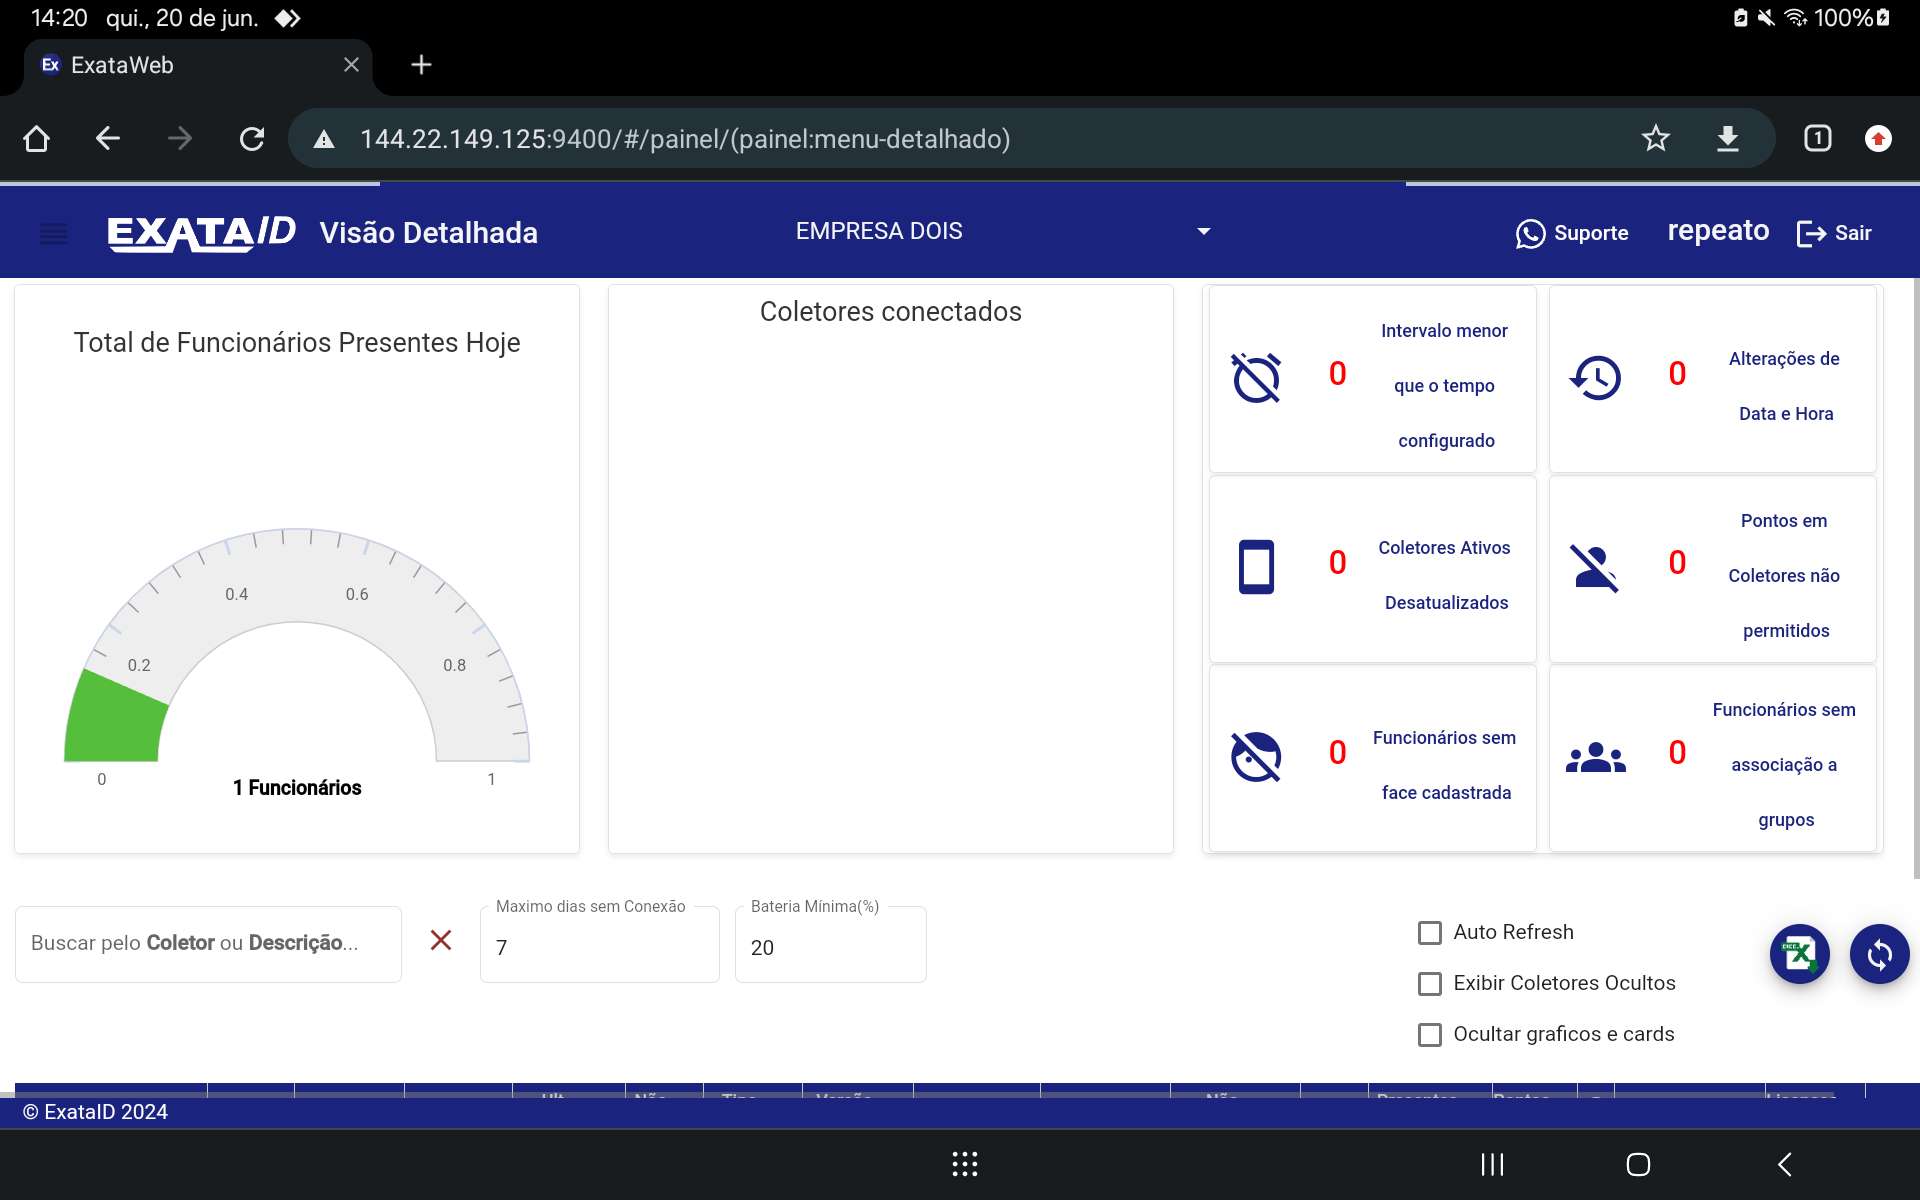 14:20 qui., 20 de jun. 100%
Ex ExataWeb
144.22.149.125:9400/#/painel/(painel:menu-detalhado) 1
EXATAID Visão Detalhada EMPRESA DOIS Suporte repeato Sair
Total de Funcionários Presentes Hoje
0.4 0.6
0.2 0.8
0 1
1 Funcionários
Coletores conectados
0 Intervalo menor
que o tempo
configurado
0 Alterações de
Data e Hora
0 Coletores Ativos
Desatualizados
0 Pontos em
Coletores não
permitidos
0 Funcionários sem
face cadastrada
0 Funcionários sem
associação a
grupos
Buscar pelo Coletor ou Descrição...
Maximo dias sem Conexão
7
Bateria Mínima(%)
20
Auto Refresh
Exibir Coletores Ocultos
Ocultar graficos e cards
© ExataID 2024